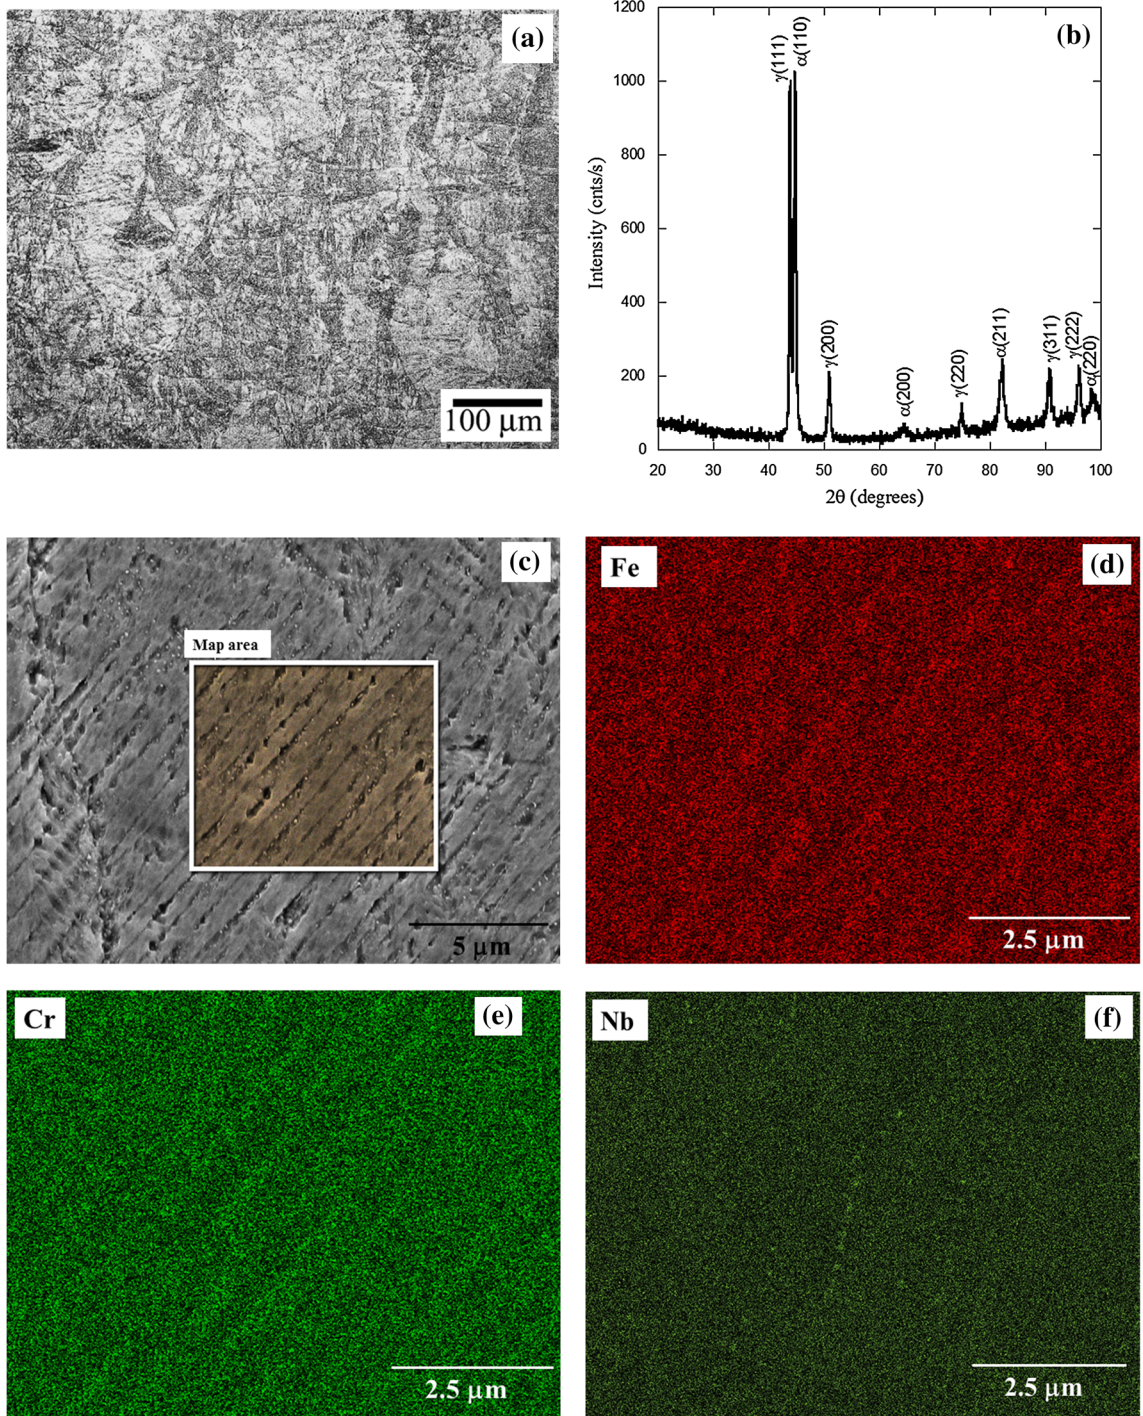 (a)
100 μm
(b)
1200
1000
800
600
400
200
0
Intensity (cnts/s)
γ(111)
α(110)
γ(200)
α(200)
γ(220)
α(211)
γ(311)
γ(222)
α(220)
20 30 40 50 60 70 80 90 100
2θ (degrees)
(c)
Map area
5 μm
Fe
(d)
2.5 μm
Cr
(e)
2.5 μm
Nb
(f)
2.5 μm